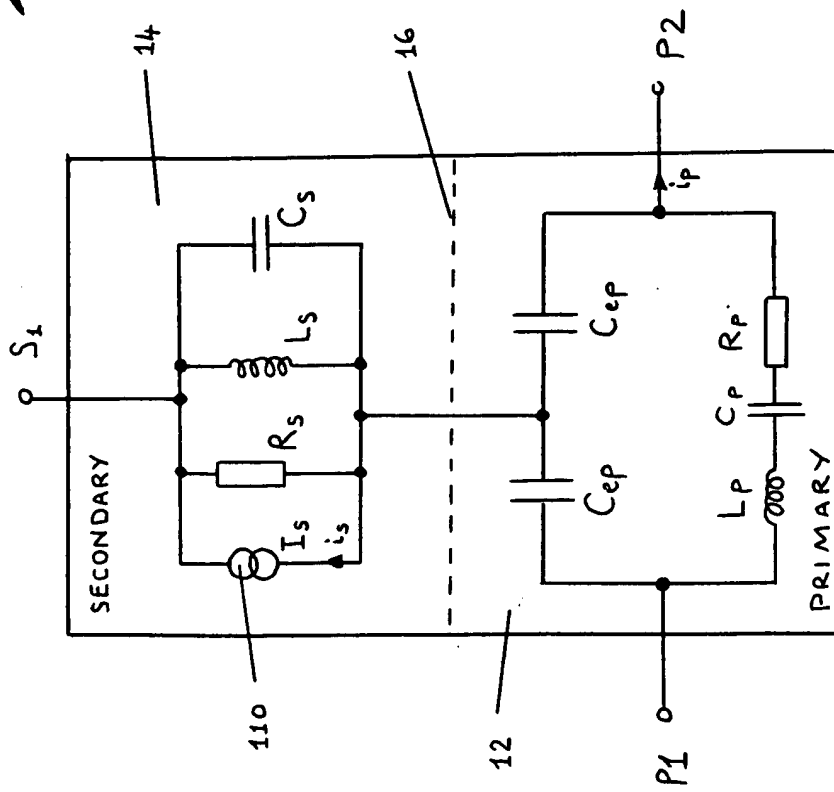 14
16
S1
SECONDARY
Is
is
Rs
Ls
Cs
110
12
P1
P2
ip
Cep
Cep
Lp
Cp
Rp
PRIMARY